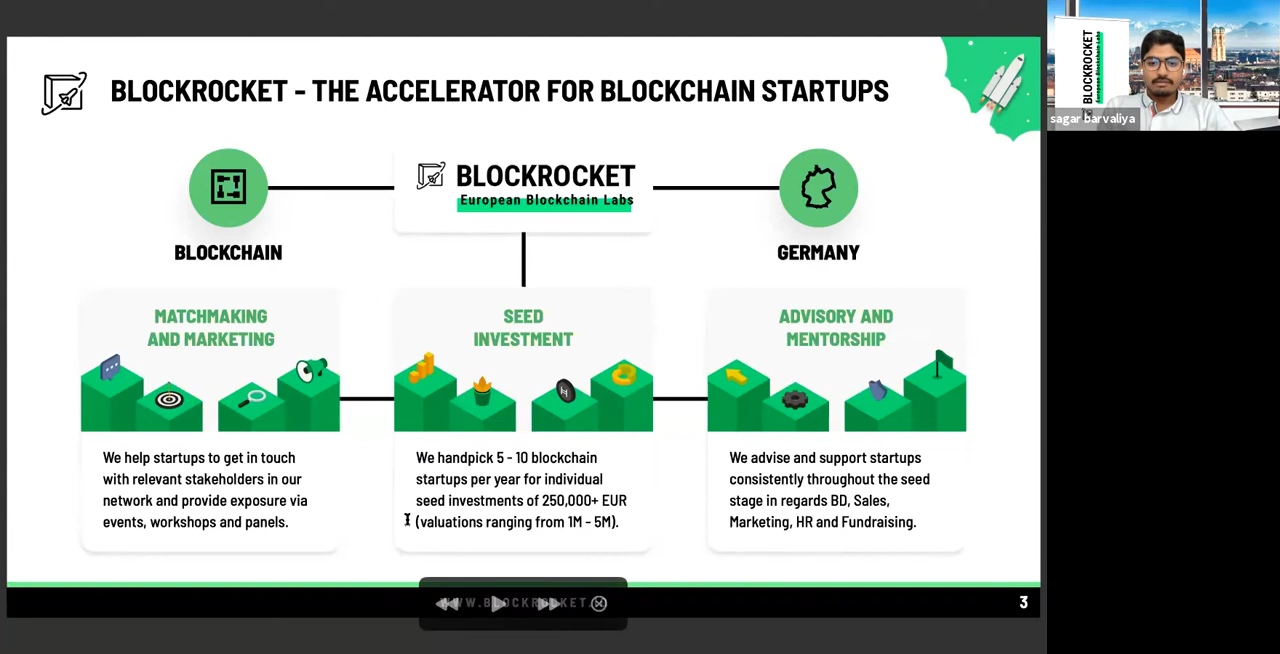 BLOCKROCKET - THE ACCELERATOR FOR BLOCKCHAIN STARTUPS
BLOCKROCKET
European Blockchain Labs
BLOCKCHAIN
GERMANY
MATCHMAKING
AND MARKETING
We help startups to get in touch
with relevant stakeholders in our
network and provide exposure via
events, workshops and panels.
SEED
INVESTMENT
We handpick 5 - 10 blockchain
startups per year for individual
seed investments of 250,000+ EUR
(valuations ranging from 1M - 5M).
ADVISORY AND
MENTORSHIP
We advise and support startups
consistently throughout the seed
stage in regards BD, Sales,
Marketing, HR and Fundraising.
3
BLOCKROCKET
European Blockchain Labs
sagar barvaliya